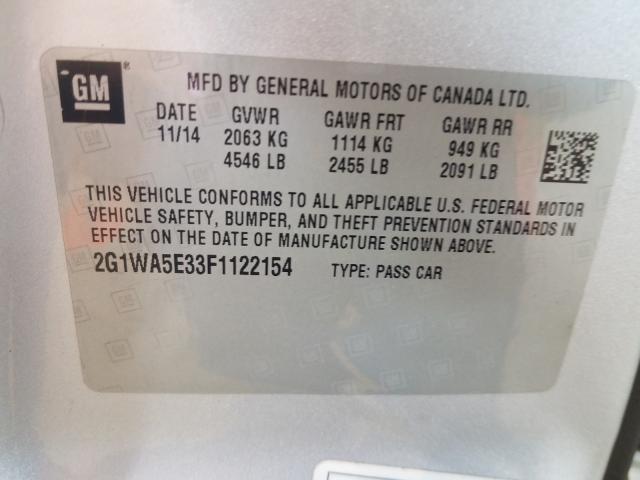 GM®
MFD BY GENERAL MOTORS OF CANADA LTD.
DATE GVWR GAWR FRT GAWR RR
11/14 2063 KG 1114 KG 949 KG
4546 LB 2455 LB 2091 LB
THIS VEHICLE CONFORMS TO ALL APPLICABLE U.S. FEDERAL MOTOR
VEHICLE SAFETY, BUMPER, AND THEFT PREVENTION STANDARDS IN
EFFECT ON THE DATE OF MANUFACTURE SHOWN ABOVE.
2G1WA5E33F1122154 TYPE: PASS CAR